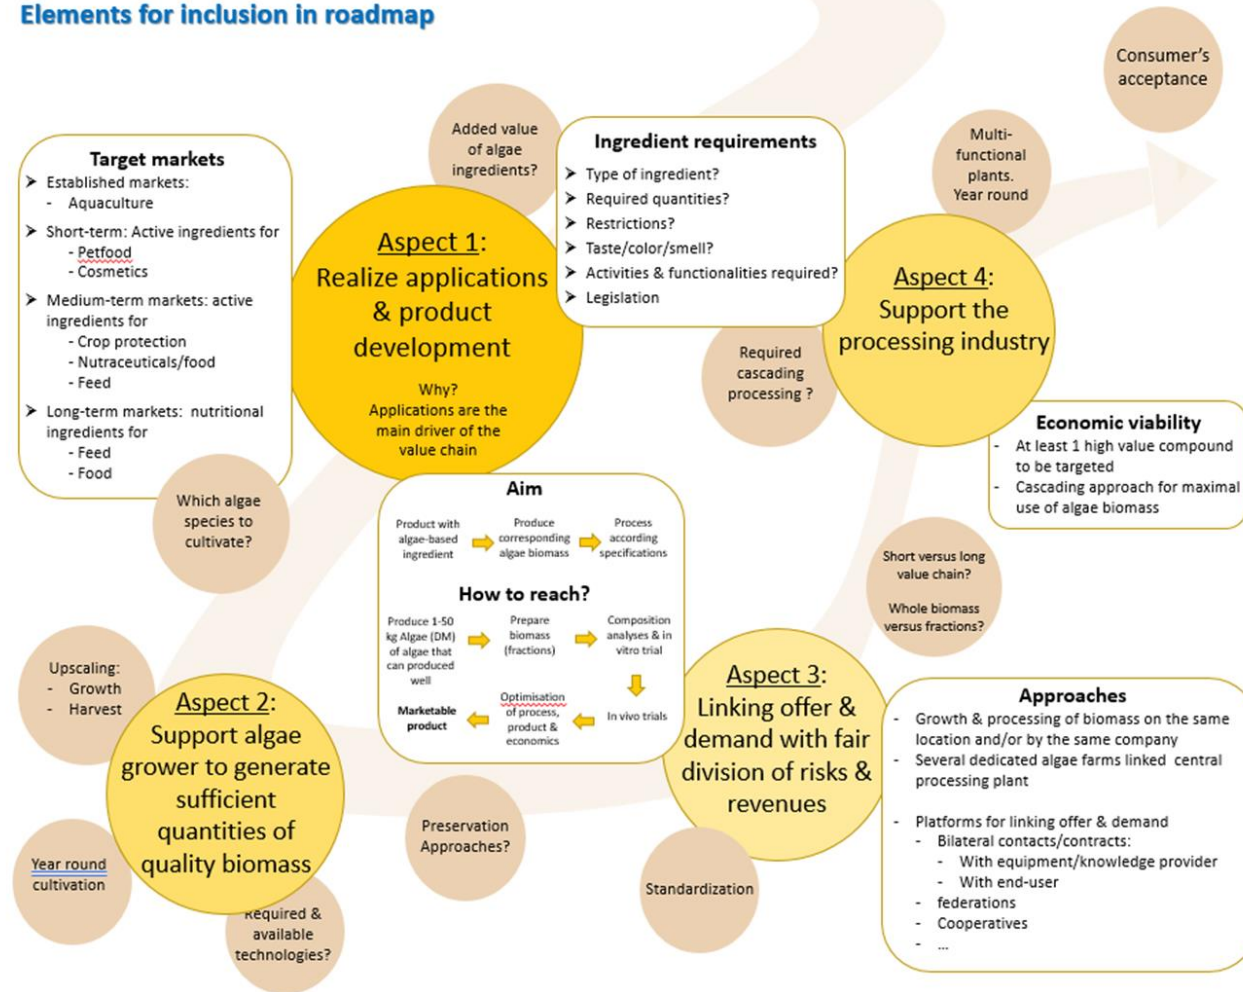 Elements for inclusion in roadmap
Consumer's
acceptance
Added value
of algae
ingredients?
Multi-
functional
plants.
Year round
Target markets
➤ Established markets:
- Aquaculture
➤ Short-term: Active ingredients for
- Petfood
- Cosmetics
➤ Medium-term markets: active
ingredients for
- Crop protection
- Nutraceuticals/food
- Feed
➤ Long-term markets: nutritional
ingredients for
- Feed
- Food
Aspect 1:
Realize applications
& product
development
Why?
Applications are the
main driver of the
value chain
Ingredient requirements
➤ Type of ingredient?
➤ Required quantities?
➤ Restrictions?
➤ Taste/color/smell?
➤ Activities & functionalities required?
➤ Legislation
Aspect 4:
Support the
processing industry
Required
cascading
processing ?
Economic viability
- At least 1 high value compound
to be targeted
- Cascading approach for maximal
use of algae biomass
Which algae
species to
cultivate?
Aim
Product with
algae-based
ingredient
Produce
corresponding
algae biomass
Process
according
specifications
How to reach?
Produce 1-50
kg Algae (DM)
of algae that
can produced
well
Prepare
biomass
(fractions)
Composition
analyses & in
vitro trial
In vivo trials
Optimisation
of process,
product &
economics
Marketable
product
Short versus long
value chain?
Whole biomass
versus fractions?
Upscaling:
- Growth
- Harvest
Aspect 2:
Support algae
grower to generate
sufficient
quantities of
quality biomass
Aspect 3:
Linking offer &
demand with fair
division of risks &
revenues
Approaches
- Growth & processing of biomass on the same
location and/or by the same company
- Several dedicated algae farms linked central
processing plant
- Platforms for linking offer & demand
- Bilateral contacts/contracts:
- With equipment/knowledge provider
- With end-user
- federations
- Cooperatives
- ...
Preservation
Approaches?
Year round
cultivation
Standardization
Required &
available
technologies?